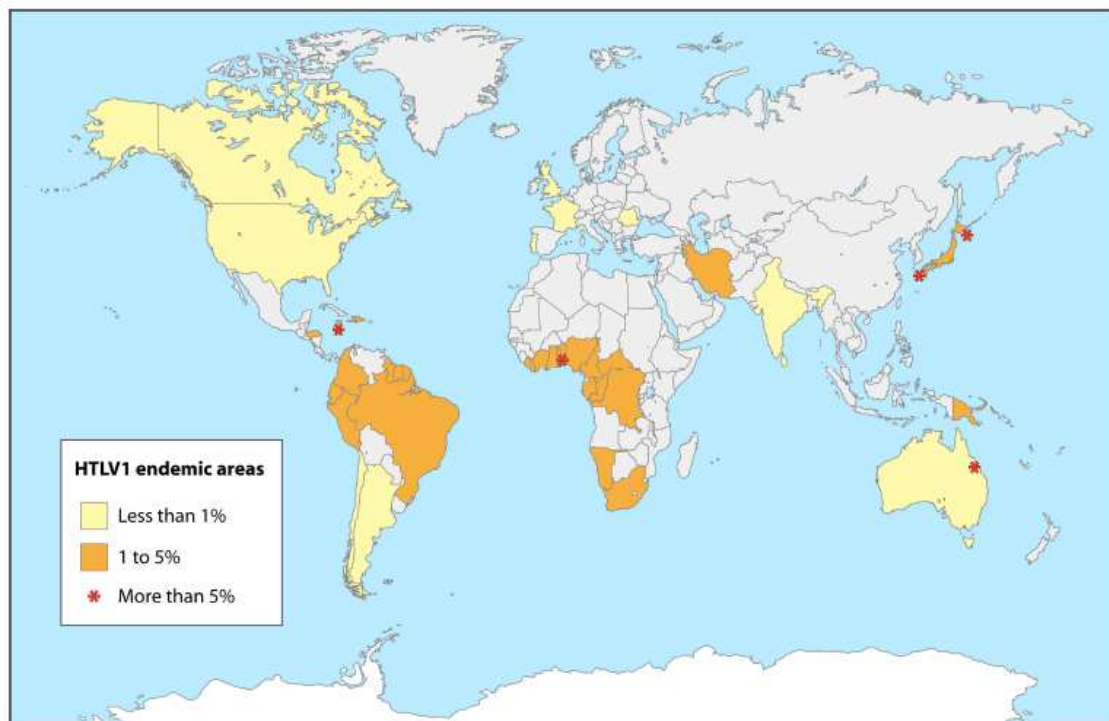 HTLV1 endemic areas
Less than 1%
1 to 5%
More than 5%